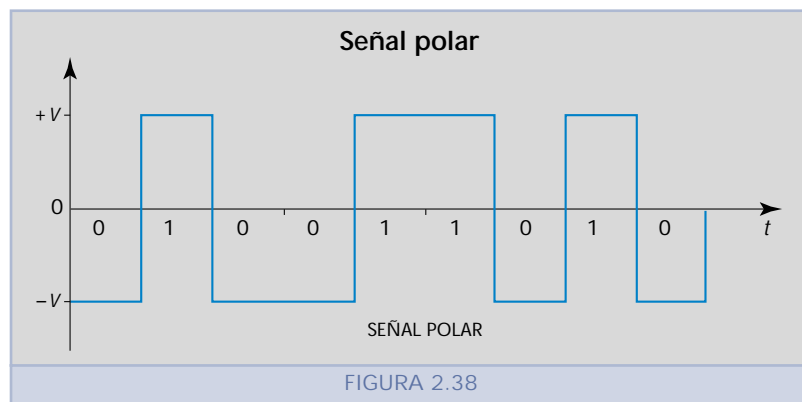 Señal polar
+V
0
0 1 0 0 1 1 0 1 0 t
–V
SEÑAL POLAR
FIGURA 2.38